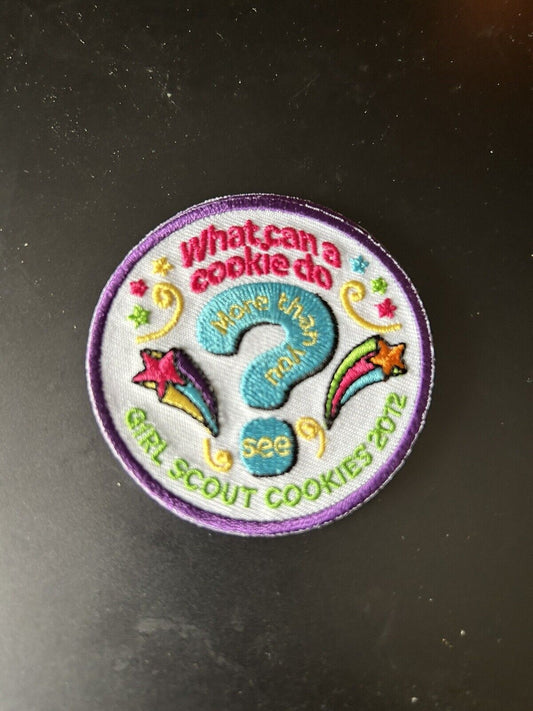 What can a
cookie do
More than
you
see
GIRL SCOUT COOKIES 2012